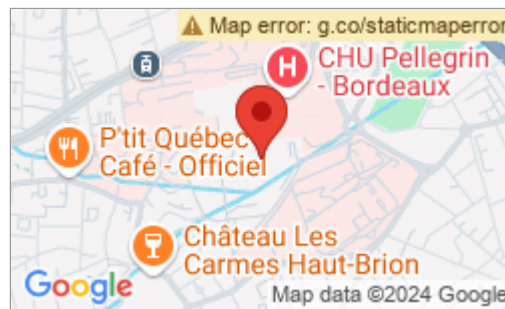 Map error: g.co/staticmaperror
H
CHU Pellegrin
- Bordeaux
P'tit Québec
Café - Officiel
Château Les
Carmes Haut-Brion
Google
Map data ©2024 Google